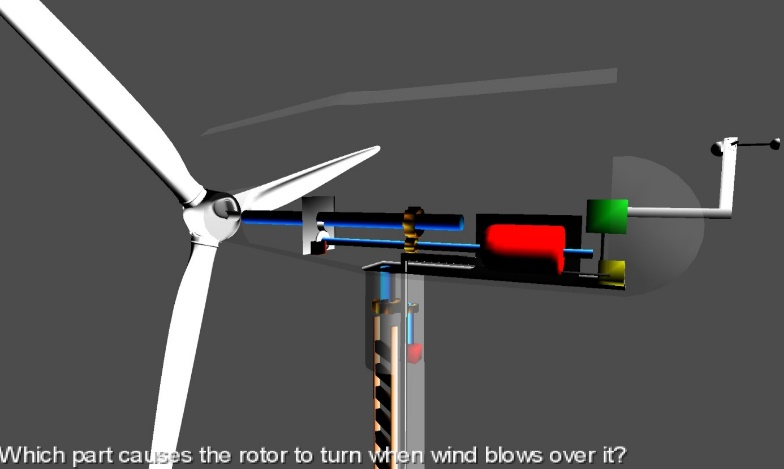 Which part causes the rotor to turn when wind blows over it?